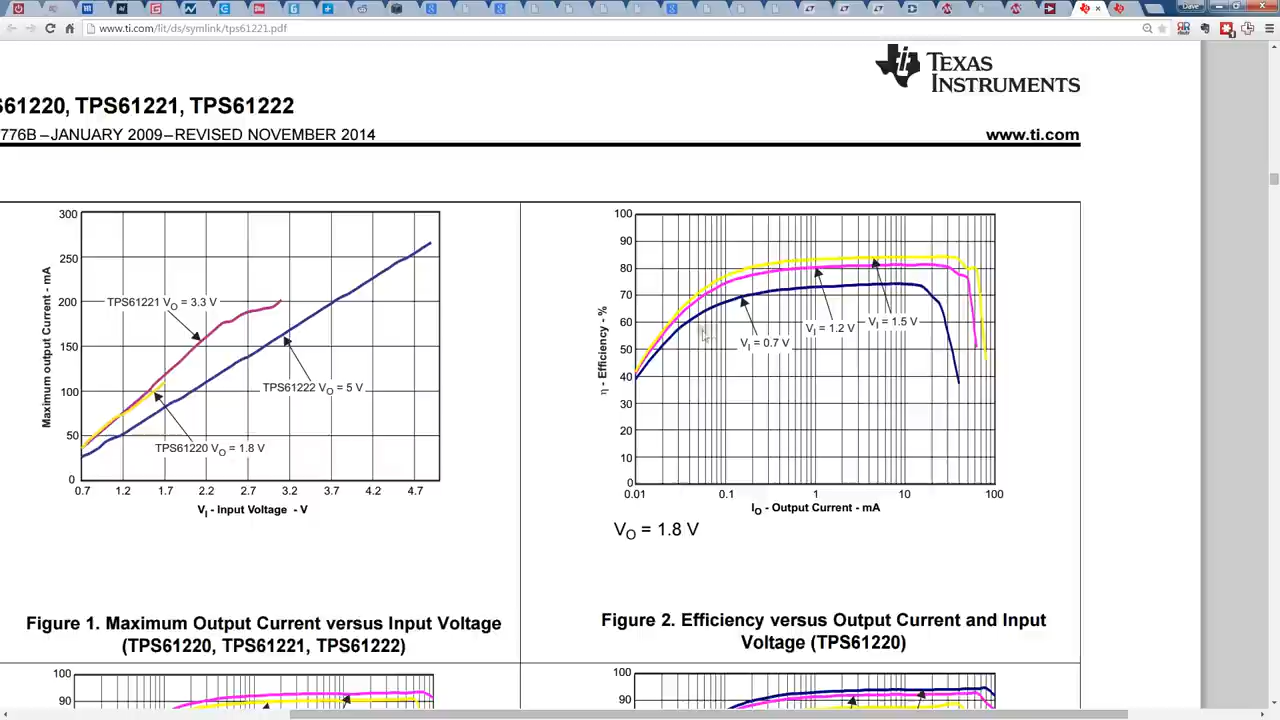 Dave
www.ti.com/lit/ds/symlink/tps61221.pdf
TEXAS
INSTRUMENTS
S61220, TPS61221, TPS61222
776B –JANUARY 2009–REVISED NOVEMBER 2014
www.ti.com
300
250
200
150
100
50
0
Maximum output Current - mA
TPS61221 VO = 3.3 V
TPS61222 VO = 5 V
TPS61220 VO = 1.8 V
0.7 1.2 1.7 2.2 2.7 3.2 3.7 4.2 4.7
VI - Input Voltage - V
Figure 1. Maximum Output Current versus Input Voltage
(TPS61220, TPS61221, TPS61222)
100
90
80
70
60
50
40
30
20
10
0
η - Efficiency - %
VI = 0.7 V
VI = 1.2 V
VI = 1.5 V
0.01 0.1 1 10 100
IO - Output Current - mA
VO = 1.8 V
Figure 2. Efficiency versus Output Current and Input
Voltage (TPS61220)
100
90
100
90